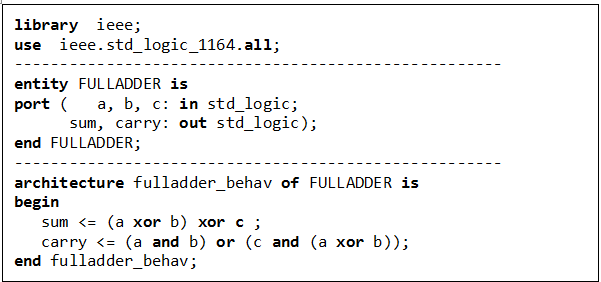 library  ieee;
use  ieee.std_logic_1164.all;
------------------------------------------------------
entity FULLADDER is
port (   a, b, c: in std_logic;
      sum, carry: out std_logic);
end FULLADDER;
------------------------------------------------------
architecture fulladder_behav of FULLADDER is
begin
   sum <= (a xor b) xor c ;
   carry <= (a and b) or (c and (a xor b));
end fulladder_behav;